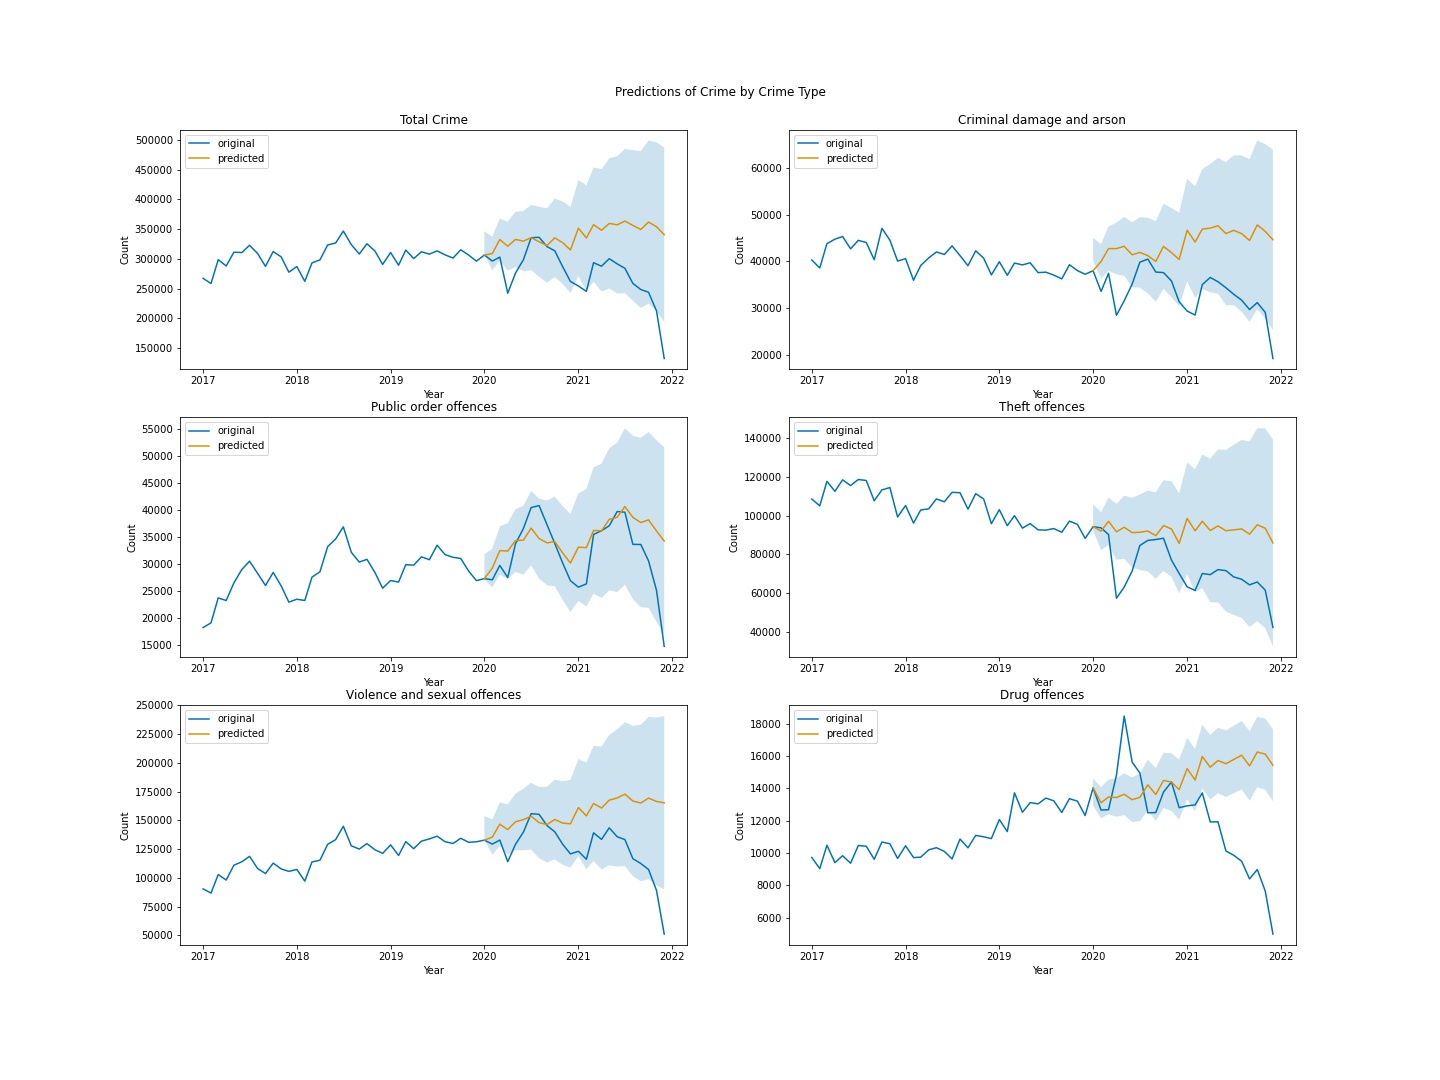 Predictions of Crime by Crime Type
Total Crime
original
predicted
500000
450000
400000
350000
300000
250000
200000
150000
Count
2017 2018 2019 2020 2021 2022
Year
Criminal damage and arson
original
predicted
60000
50000
40000
30000
20000
Count
2017 2018 2019 2020 2021 2022
Year
Public order offences
original
predicted
55000
50000
45000
40000
35000
30000
25000
20000
15000
Count
2017 2018 2019 2020 2021 2022
Year
Theft offences
original
predicted
140000
120000
100000
80000
60000
40000
Count
2017 2018 2019 2020 2021 2022
Year
Violence and sexual offences
original
predicted
250000
225000
200000
175000
150000
125000
100000
75000
50000
Count
2017 2018 2019 2020 2021 2022
Year
Drug offences
original
predicted
18000
16000
14000
12000
10000
8000
6000
Count
2017 2018 2019 2020 2021 2022
Year